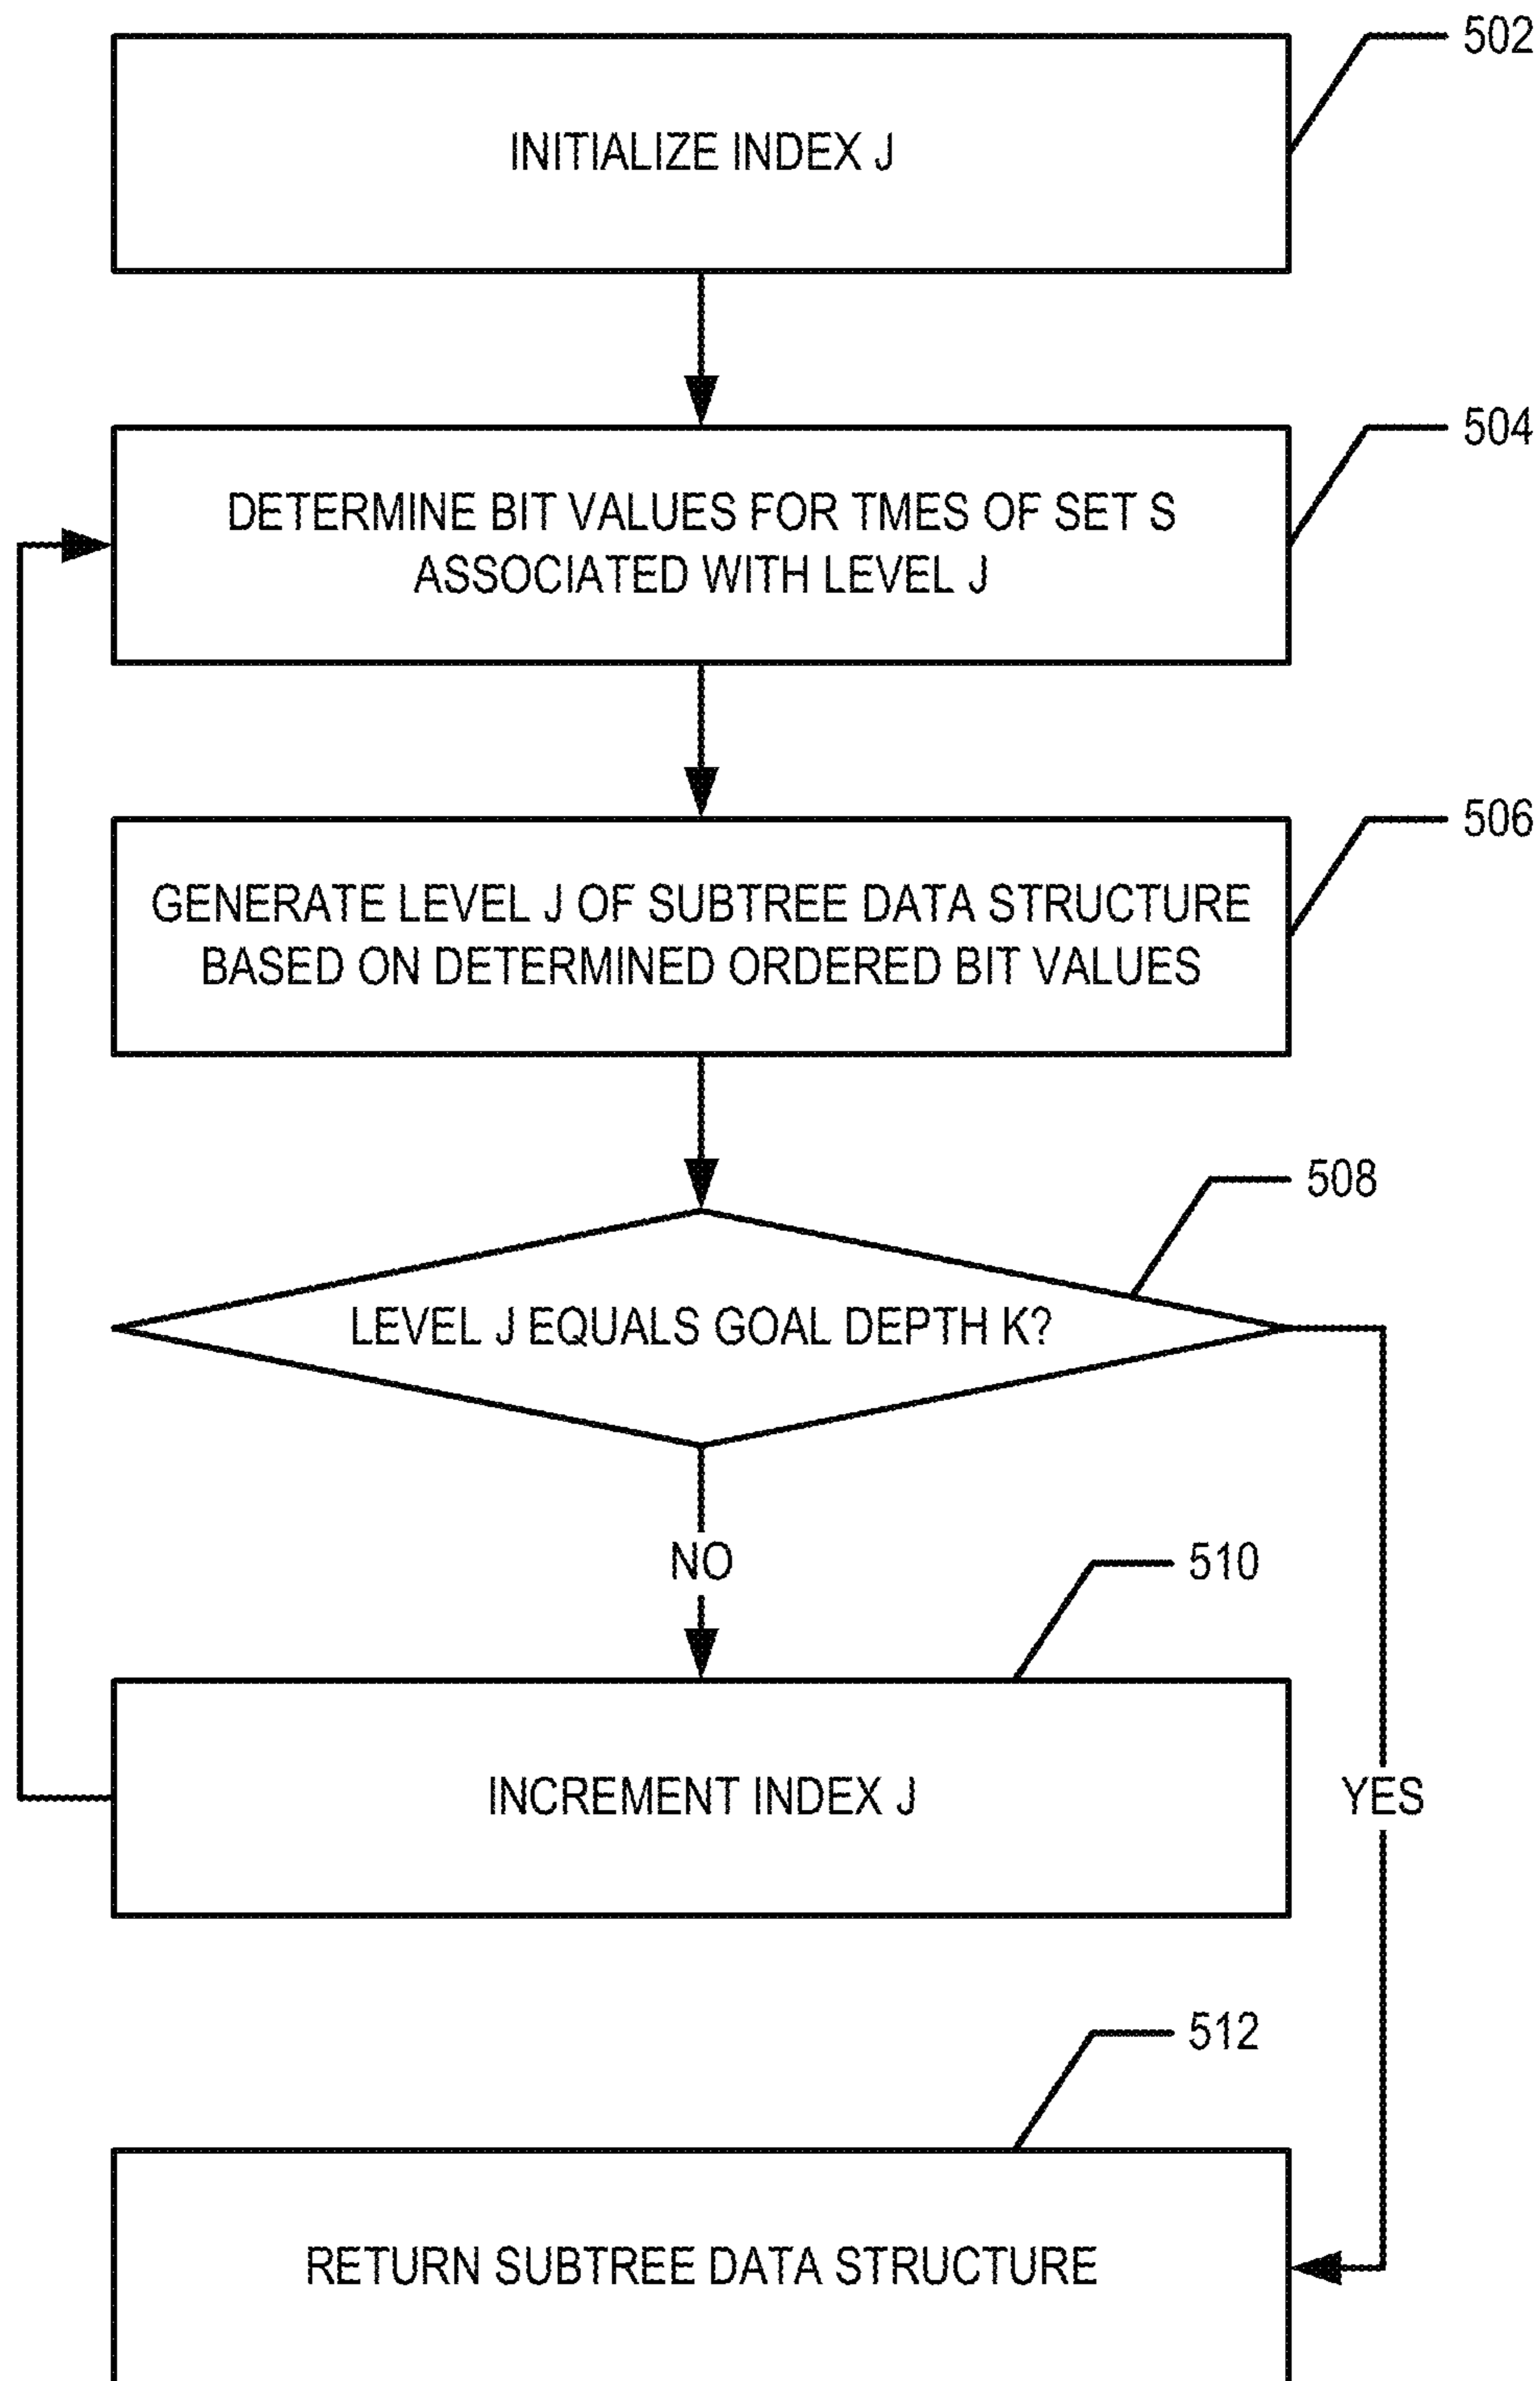 502
INITIALIZE INDEX J
504
DETERMINE BIT VALUES FOR TMES OF SET S
ASSOCIATED WITH LEVEL J
506
GENERATE LEVEL J OF SUBTREE DATA STRUCTURE
BASED ON DETERMINED ORDERED BIT VALUES
508
LEVEL J EQUALS GOAL DEPTH K?
NO
510
INCREMENT INDEX J
YES
512
RETURN SUBTREE DATA STRUCTURE